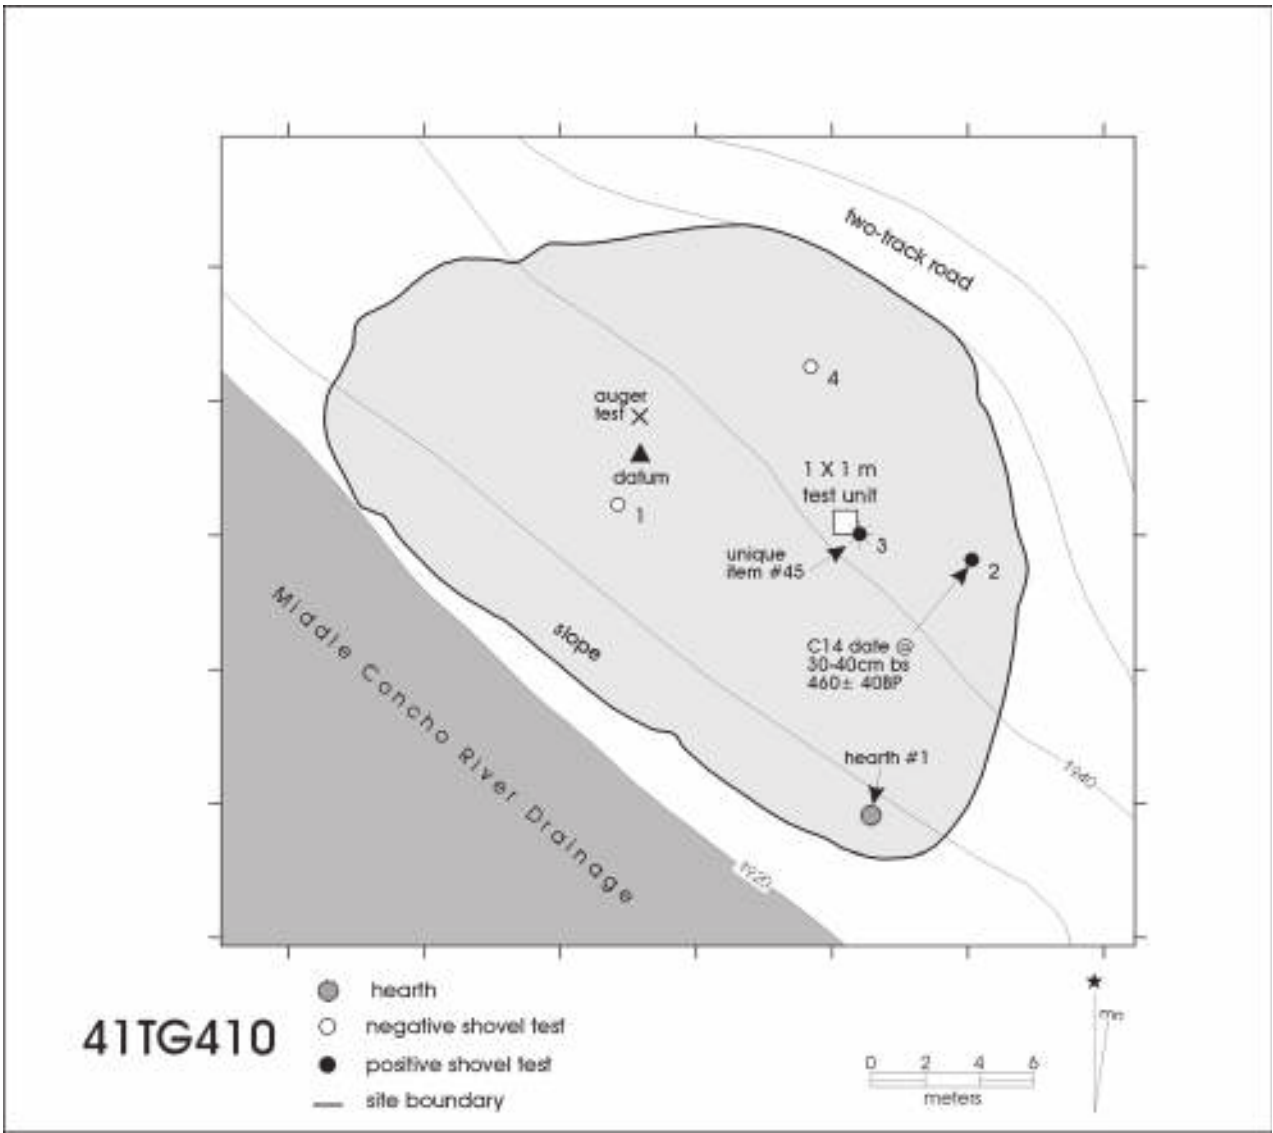 two-track road
4
auger
test
datum
1
1 X 1 m
test unit
3
unique
item #45
2
C14 date @
30-40cm bs
460± 40BP
slope
Middle Concho River Drainage
hearth #1
1940
1920
41TG410
hearth
negative shovel test
positive shovel test
site boundary
0 2 4 6
meters
mn